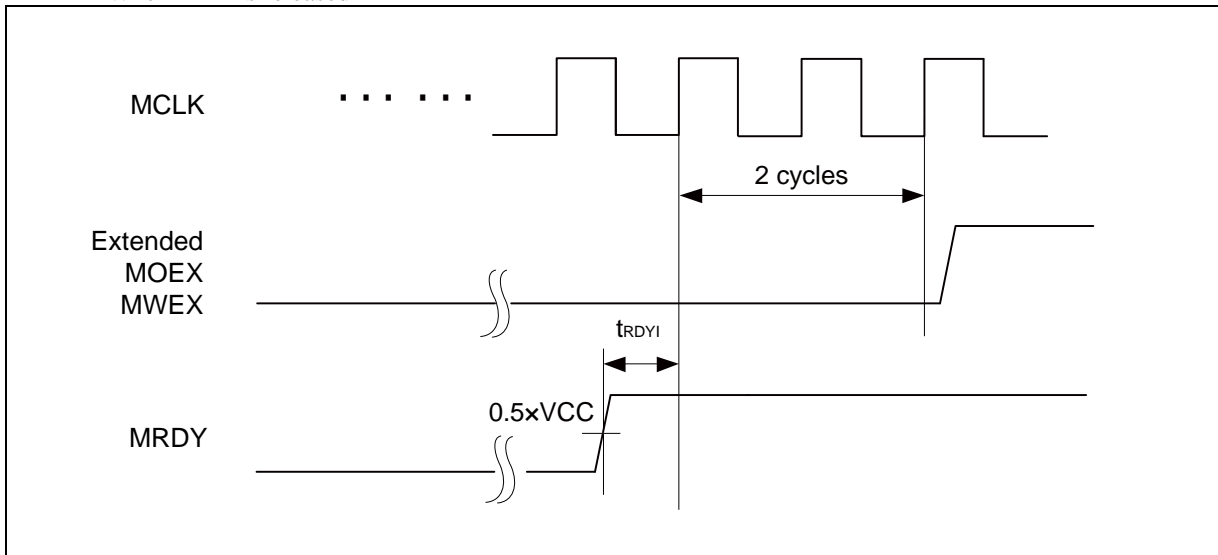 MCLK
... ...
2 cycles
Extended
MOEX
MWEX
tRDYI
0.5×VCC
MRDY